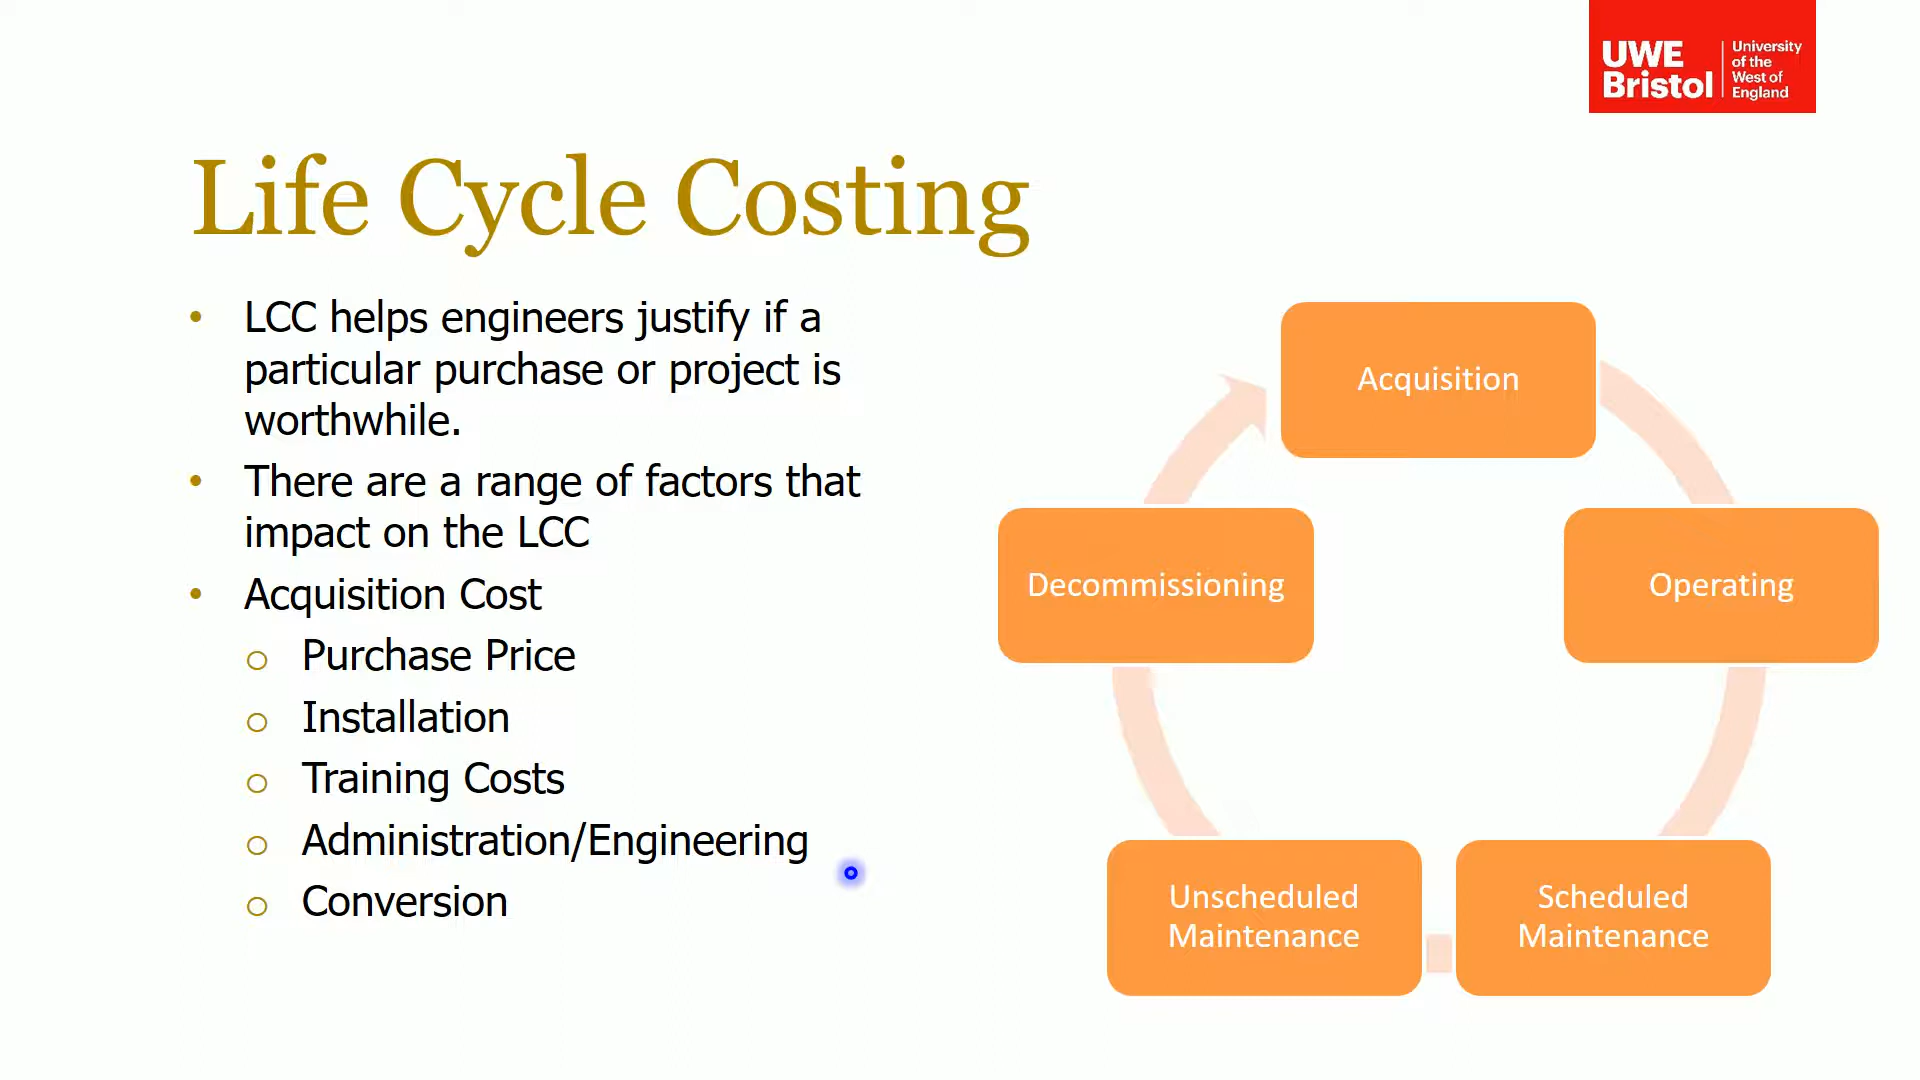 UWE
Bristol
University
of the
West of
England
Life Cycle Costing
• LCC helps engineers justify if a
particular purchase or project is
worthwhile.
• There are a range of factors that
impact on the LCC
• Acquisition Cost
o Purchase Price
o Installation
o Training Costs
o Administration/Engineering
o Conversion
Acquisition
Decommissioning
Operating
Unscheduled
Maintenance
Scheduled
Maintenance